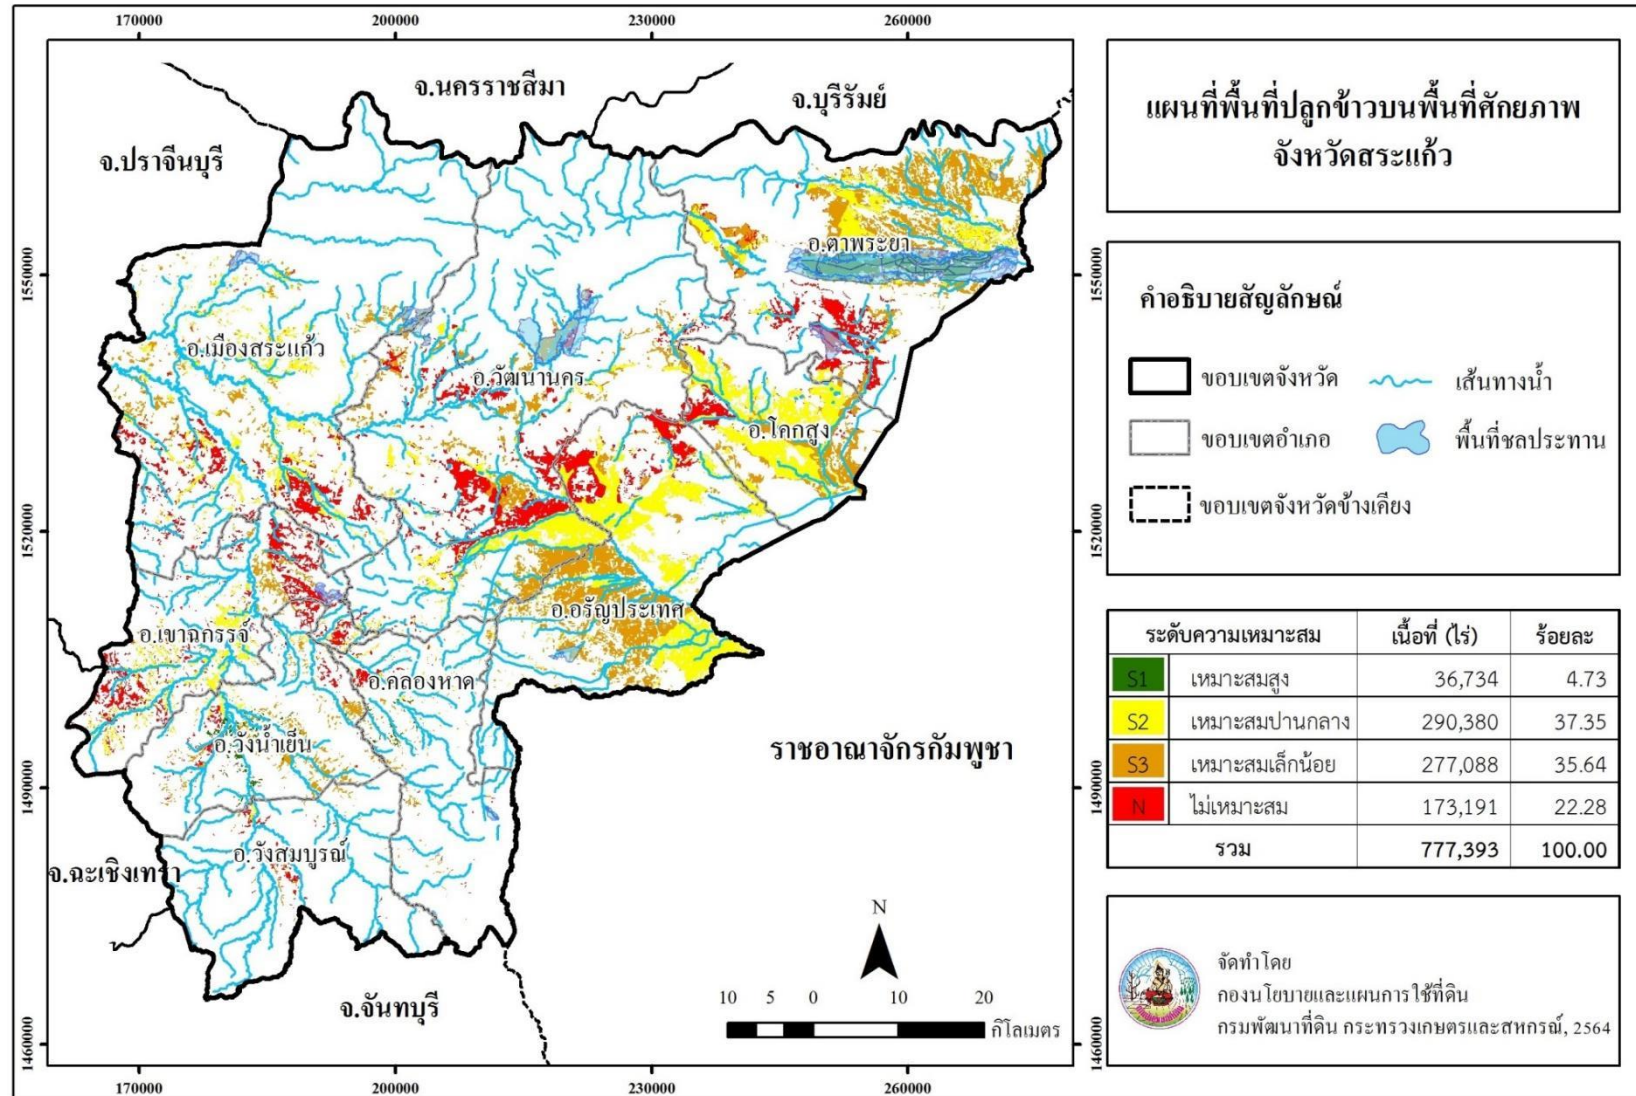 170000
200000
230000
260000
จ.นครราชสีมา
จ.บุรีรัมย์
จ.ปราจีนบุรี
อ.ตาพระยา
1550000
1550000
อ.เมืองสระแก้ว
อ.วัฒนานคร
อ.โคกสูง
1520000
1520000
อ.อรัญประเทศ
อ.เขาฉกรรจ์
อ.คลองหาด
อ.วังน้ำเย็น
ราชอาณาจักรกัมพูชา
1490000
1490000
อ.วังสมบูรณ์
จ.ฉะเชิงเทรา
จ.จันทบุรี
N
10 5 0 10 20
กิโลเมตร
1460000
1460000
170000
200000
230000
260000
แผนที่พื้นที่ปลูกข้าวบนพื้นที่ศักยภาพ
จังหวัดสระแก้ว
คำอธิบายสัญลักษณ์
ขอบเขตจังหวัด เส้นทางน้ำ
ขอบเขตอำเภอ พื้นที่ชลประทาน
ขอบเขตจังหวัดข้างเคียง
ระดับความเหมาะสม เนื้อที่ (ไร่) ร้อยละ
S1 เหมาะสมสูง 36,734 4.73
S2 เหมาะสมปานกลาง 290,380 37.35
S3 เหมาะสมเล็กน้อย 277,088 35.64
N ไม่เหมาะสม 173,191 22.28
รวม 777,393 100.00
จัดทำโดย
กองนโยบายและแผนการใช้ที่ดิน
กรมพัฒนาที่ดิน กระทรวงเกษตรและสหกรณ์, 2564